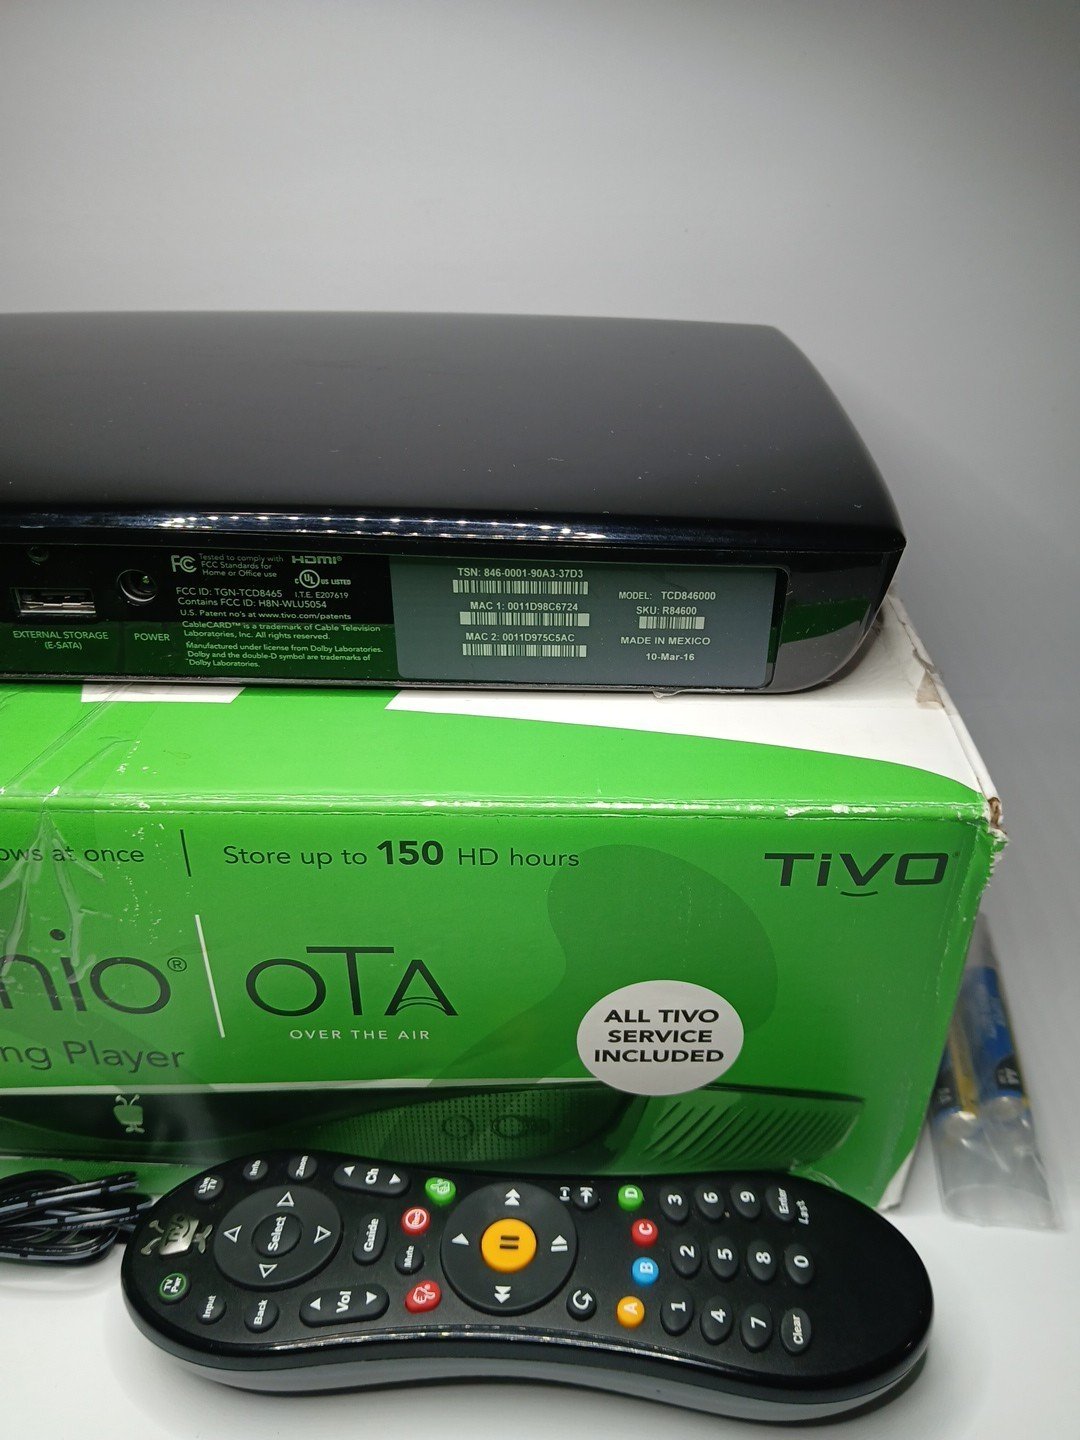 FC
Tested to comply with
FCC Standards for
Home or Office use
HDMI®
c UL US LISTED
I.T.E. E207619
FCC ID: TGN-TCD8465
Contains FCC ID: H8N-WLU5054
U.S. Patent no's at www.tivo.com/patents
CableCARD™ is a trademark of Cable Television
Laboratories, Inc. All rights reserved.
Manufactured under license from Dolby Laboratories.
Dolby and the double-D symbol are trademarks of
Dolby Laboratories.
EXTERNAL STORAGE
(E-SATA)
POWER
TSN: 846-0001-90A3-37D3
MAC 1: 0011D98C6724
MAC 2: 0011D975C5AC
MODEL: TCD846000
SKU: R84600
MADE IN MEXICO
10-Mar-16
ows at once
Store up to 150 HD hours
TiVO
nio®
OTA
OVER THE AIR
ng Player
ALL TIVO
SERVICE
INCLUDED
TiVo
TV Pwr
Live TV
Info
Zoom
Input
Back
Select
Ch
Guide
Vol
Mute
A
B
C
D
1
2
3
4
5
6
7
8
9
Clear
0
Enter
Last
AA